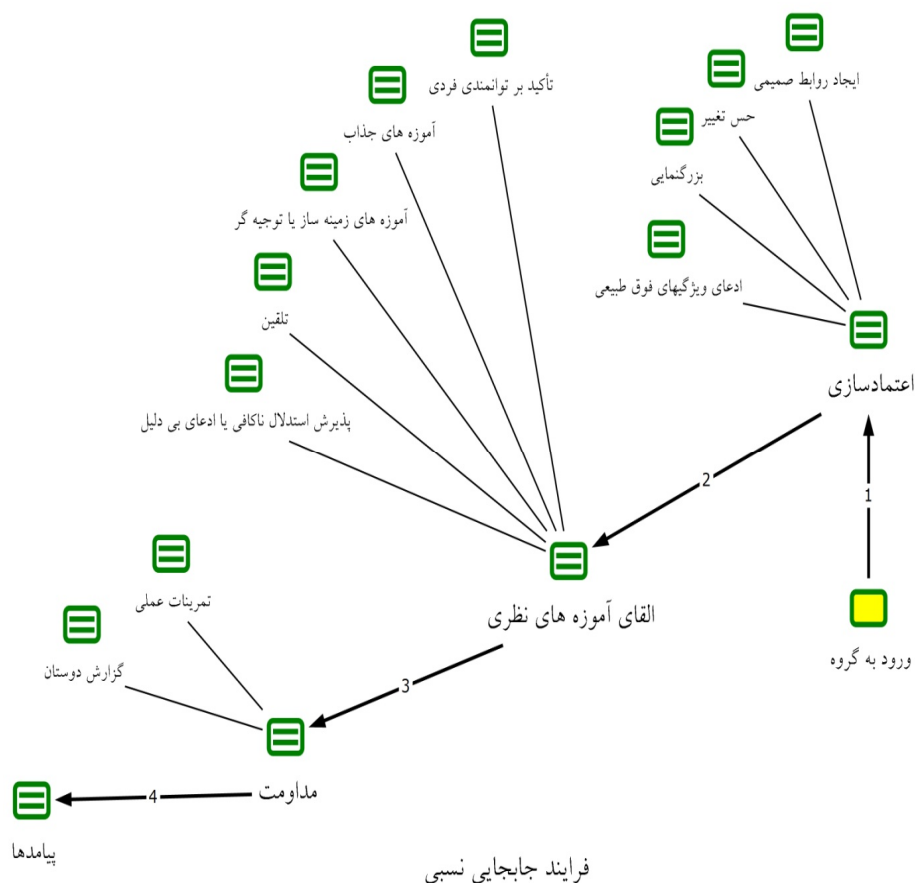 ایجاد روابط صمیمی
حس تغییر
بزرگنمایی
ادعای ویژگیهای فوق طبیعی
اعتمادسازی
تأکید بر توانمندی فردی
آموزه های جذاب
آموزه های زمینه ساز یا توجیه گر
تلقین
پذیرش استدلال ناکافی یا ادعای بی دلیل
2
1
القای آموزه های نظری
ورود به گروه
تمرینات عملی
گزارش دوستان
3
مداومت
4
پیامدها
فرایند جابجایی نسبی